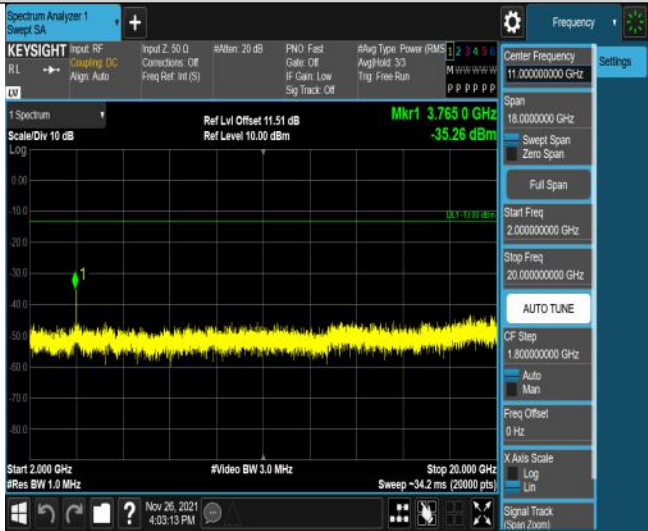 Spectrum Analyzer 1
Swept SA
Frequency
KEYSIGHT
RL
LXI
Input: RF
Coupling: DC
Align: Auto
Input Z: 50 Ω
Corrections: Off
Freq Ref: Int (S)
#Atten: 20 dB
PNO: Fast
Gate: Off
IF Gain: Low
Sig Track: Off
#Avg Type: Power (RMS
Avg|Hold: 3/3
Trig: Free Run
1 2 3 4 5 6
M W W W W W
P P P P P P
1 Spectrum
Scale/Div 10 dB
Log
Ref Lvl Offset 11.51 dB
Ref Level 10.00 dBm
Mkr1 3.765 0 GHz
-35.26 dBm
0.00
-10.0
-20.0
-30.0
-40.0
-50.0
-60.0
-70.0
-80.0
DL1 -13.00 dBm
1
Start 2.000 GHz
#Res BW 1.0 MHz
#Video BW 3.0 MHz
Stop 20.000 GHz
Sweep ~34.2 ms (20000 pts)
Nov 26, 2021
4:03:13 PM
Center Frequency
11.000000000 GHz
Settings
Span
18.0000000 GHz
Swept Span
Zero Span
Full Span
Start Freq
2.000000000 GHz
Stop Freq
20.000000000 GHz
AUTO TUNE
CF Step
1.800000000 GHz
Auto
Man
Freq Offset
0 Hz
X Axis Scale
Log
Lin
Signal Track
(Span Zoom)